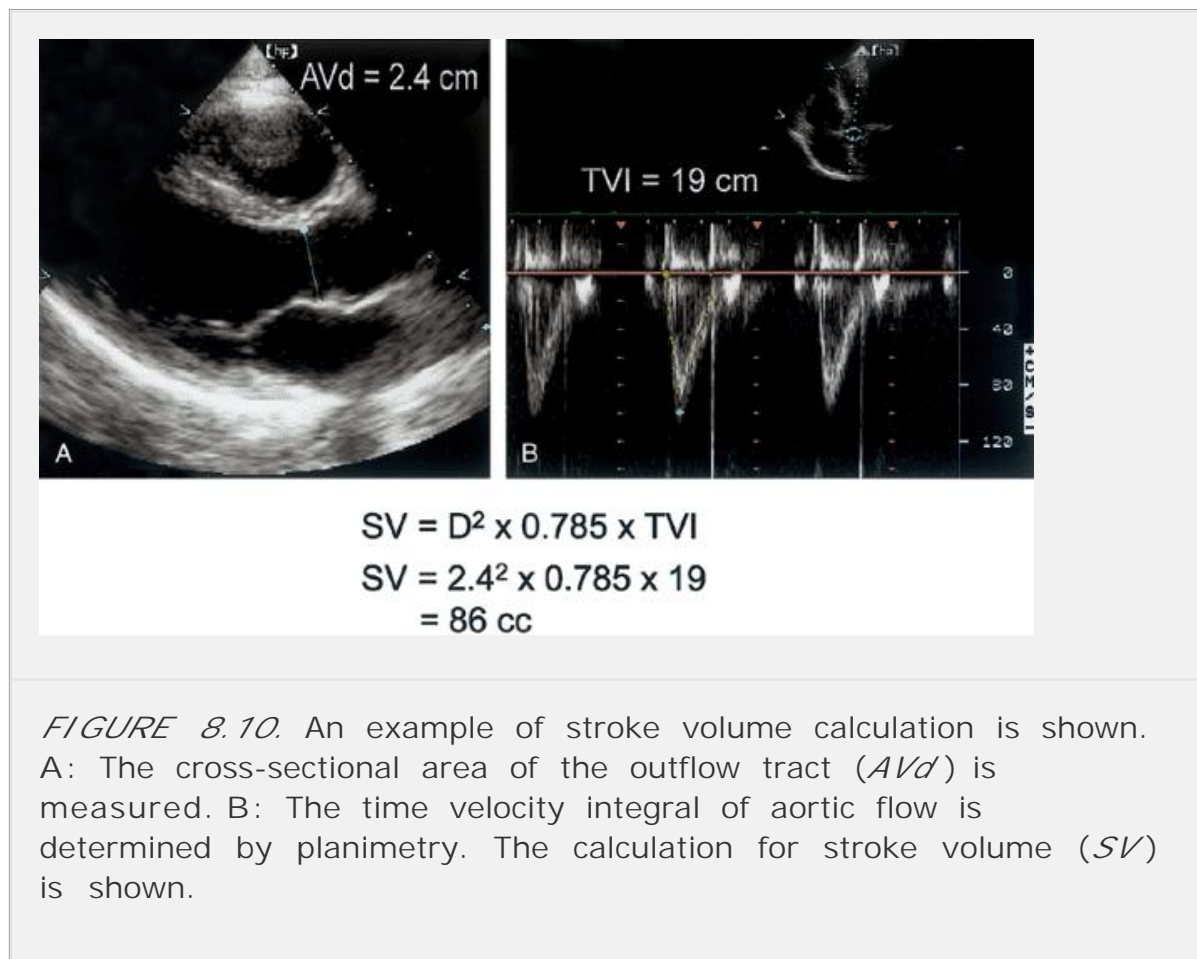 [hp]
AVd = 2.4 cm
A
[hp]
TVI = 19 cm
0
40
80
120
B
SV = D² x 0.785 x TVI
SV = 2.4² x 0.785 x 19
= 86 cc
FIGURE 8.10. An example of stroke volume calculation is shown.
A: The cross-sectional area of the outflow tract (AVd) is
measured. B: The time velocity integral of aortic flow is
determined by planimetry. The calculation for stroke volume (SV)
is shown.